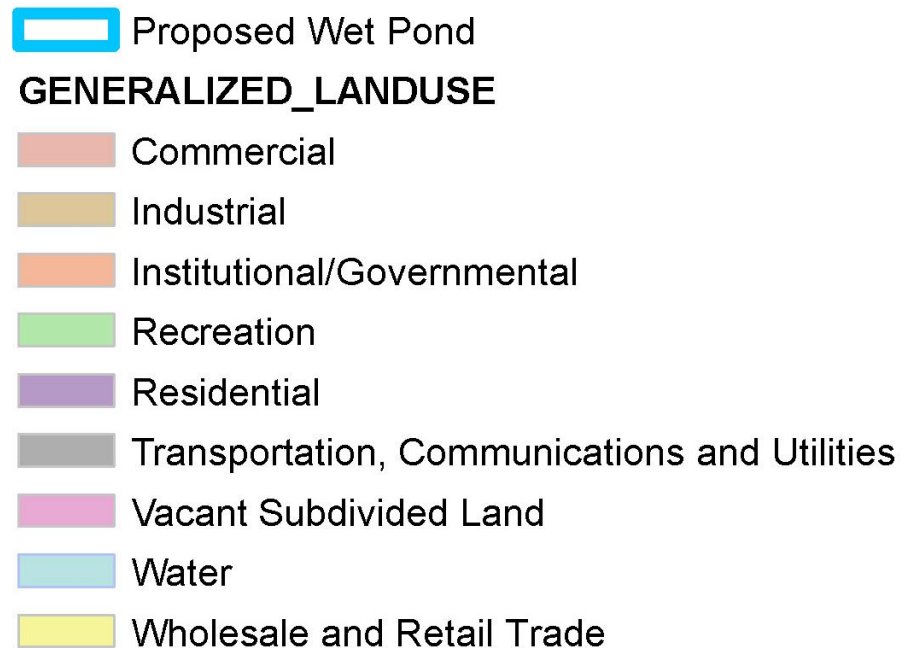 Proposed Wet Pond
GENERALIZED_LANDUSE
Commercial
Industrial
Institutional/Governmental
Recreation
Residential
Transportation, Communications and Utilities
Vacant Subdivided Land
Water
Wholesale and Retail Trade